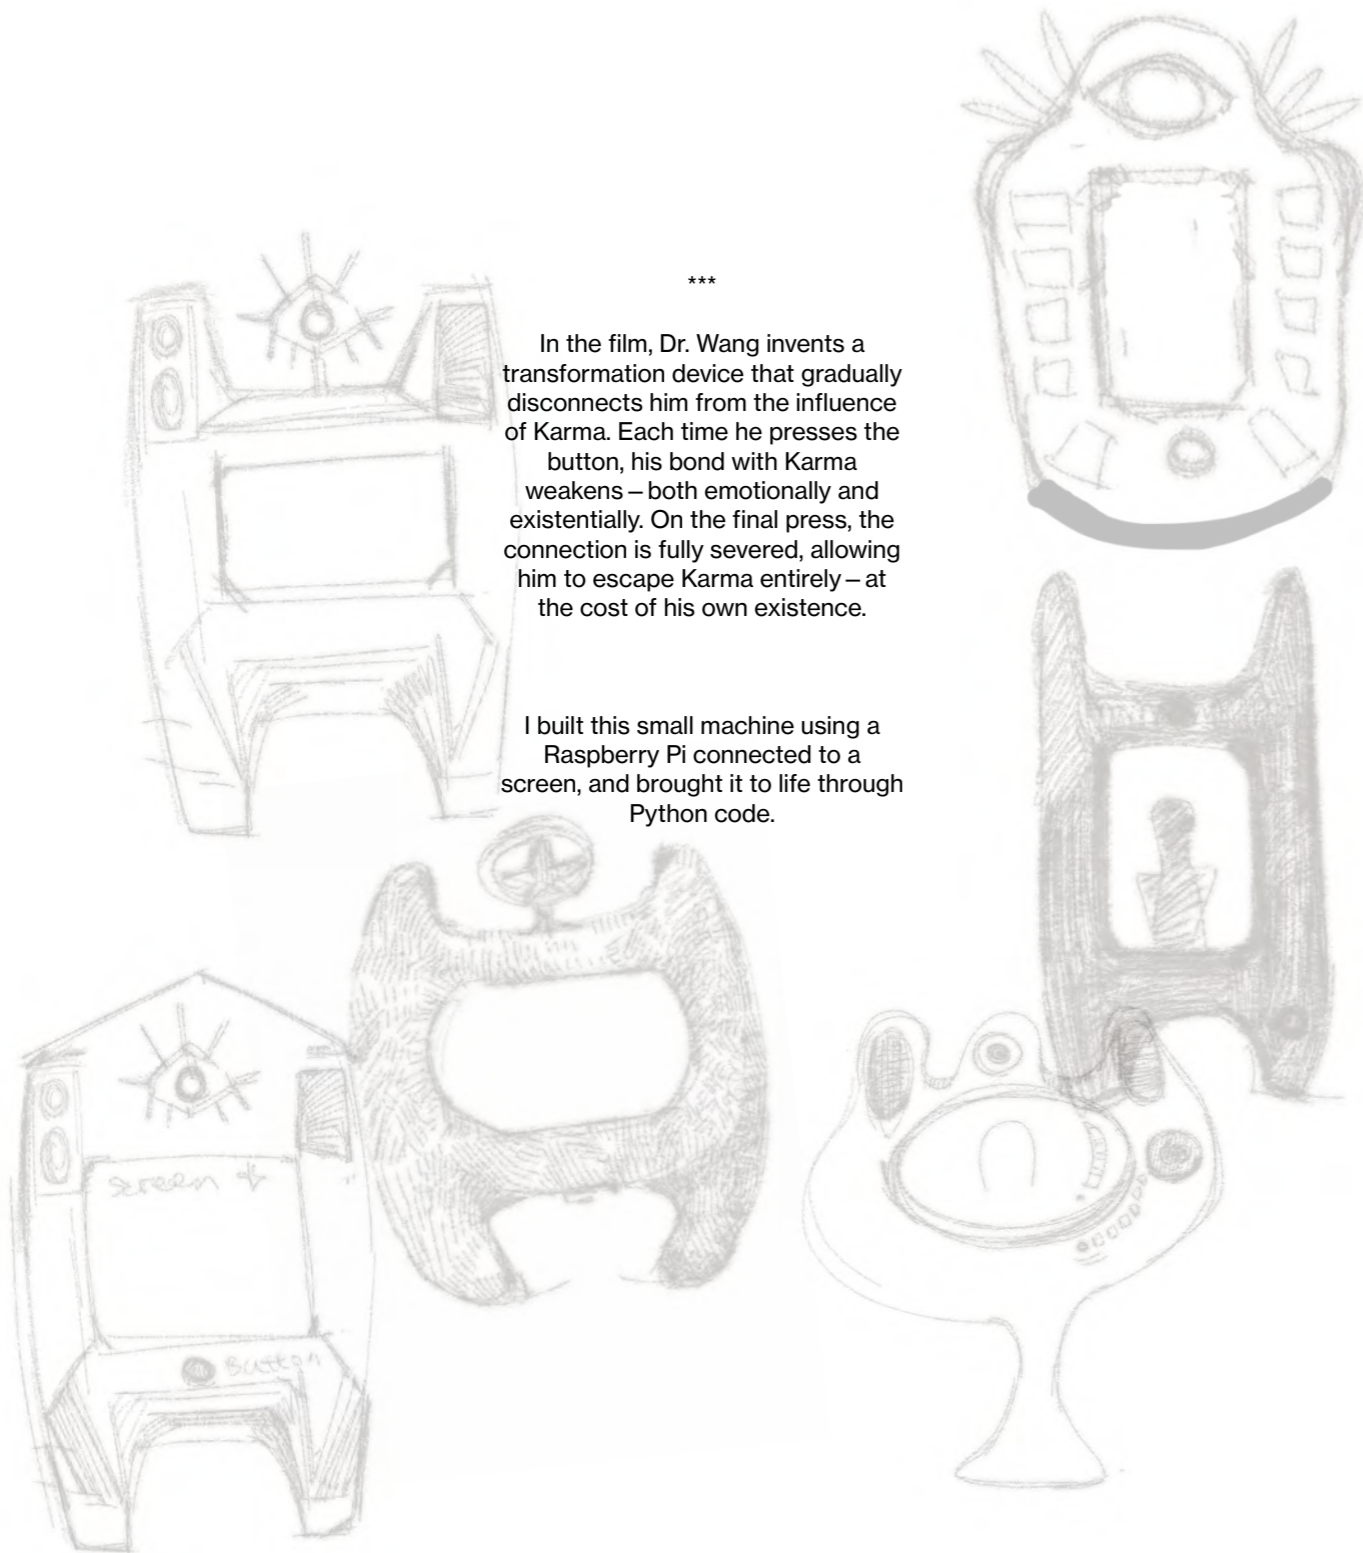 ***
In the film, Dr. Wang invents a
transformation device that gradually
disconnects him from the influence
of Karma. Each time he presses the
button, his bond with Karma
weakens – both emotionally and
existentially. On the final press, the
connection is fully severed, allowing
him to escape Karma entirely – at
the cost of his own existence.
I built this small machine using a
Raspberry Pi connected to a
screen, and brought it to life through
Python code.
screen
Button